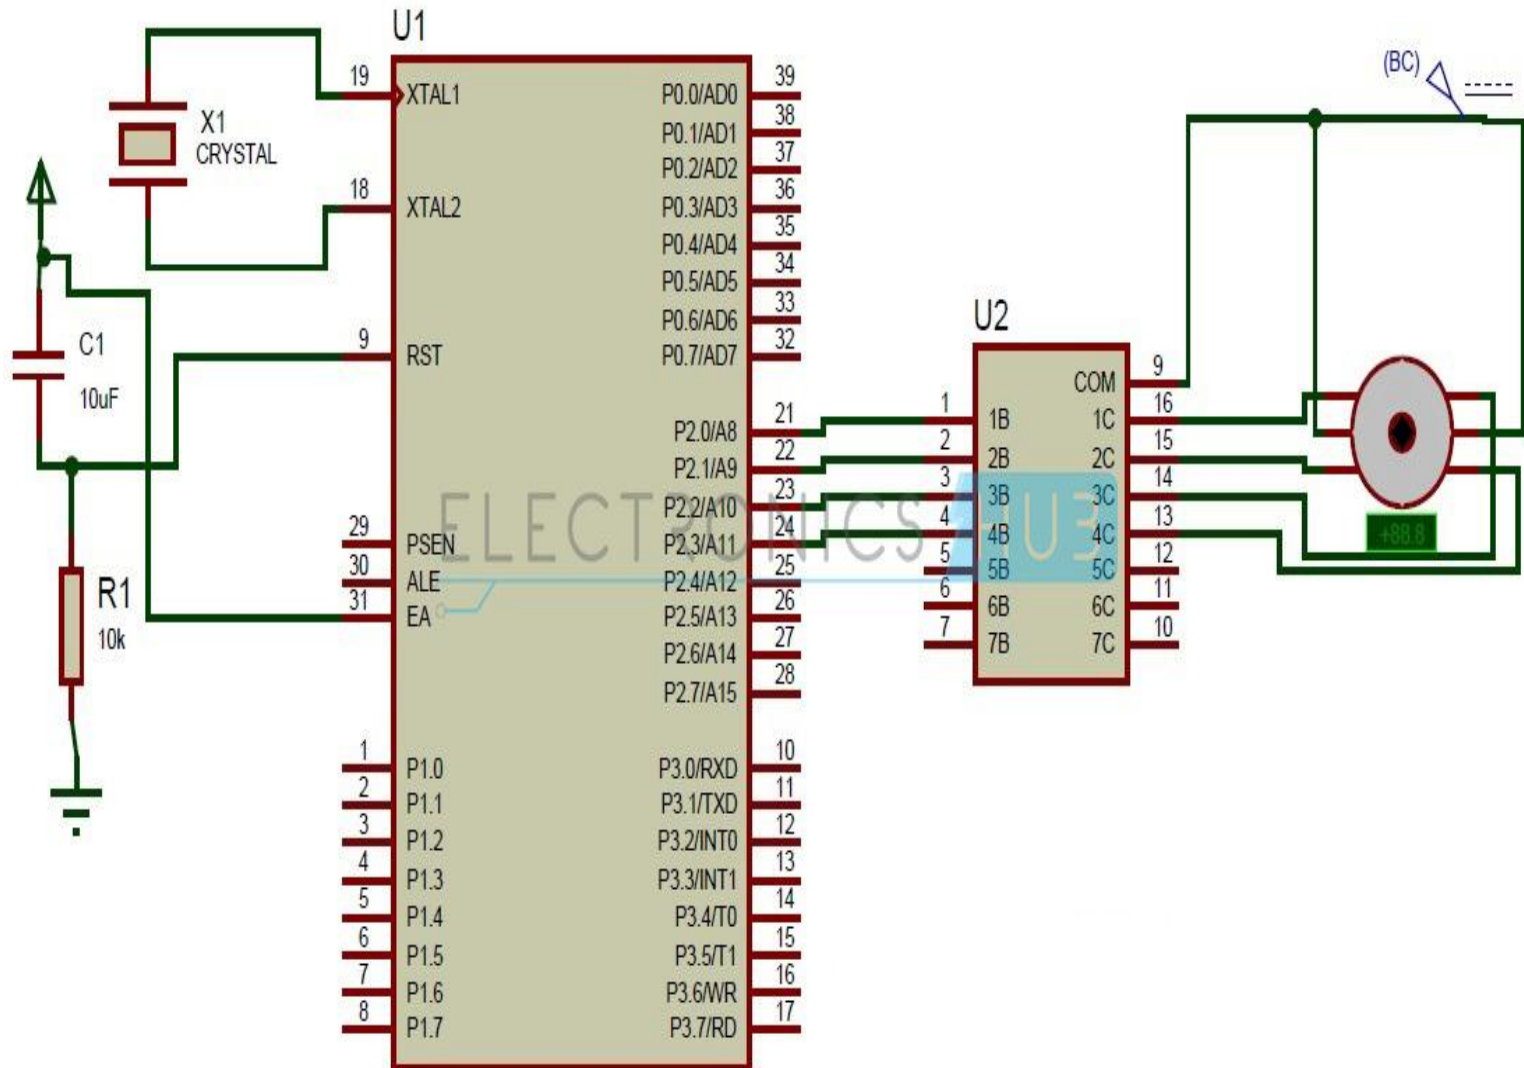 U1
19
XTAL1
18
XTAL2
9
RST
29
PSEN
30
ALE
31
EA
1
P1.0
2
P1.1
3
P1.2
4
P1.3
5
P1.4
6
P1.5
7
P1.6
8
P1.7
P0.0/AD0
39
P0.1/AD1
38
P0.2/AD2
37
P0.3/AD3
36
P0.4/AD4
35
P0.5/AD5
34
P0.6/AD6
33
P0.7/AD7
32
P2.0/A8
21
P2.1/A9
22
P2.2/A10
23
P2.3/A11
24
P2.4/A12
25
P2.5/A13
26
P2.6/A14
27
P2.7/A15
28
P3.0/RXD
10
P3.1/TXD
11
P3.2/INT0
12
P3.3/INT1
13
P3.4/T0
14
P3.5/T1
15
P3.6/WR
16
P3.7/RD
17
X1
CRYSTAL
C1
10uF
R1
10k
U2
1
1B
2
2B
3
3B
4
4B
5
5B
6
6B
7
7B
COM
9
1C
16
2C
15
3C
14
4C
13
5C
12
6C
11
7C
10
(BC)
+88.8
ELECTRONICS HUB